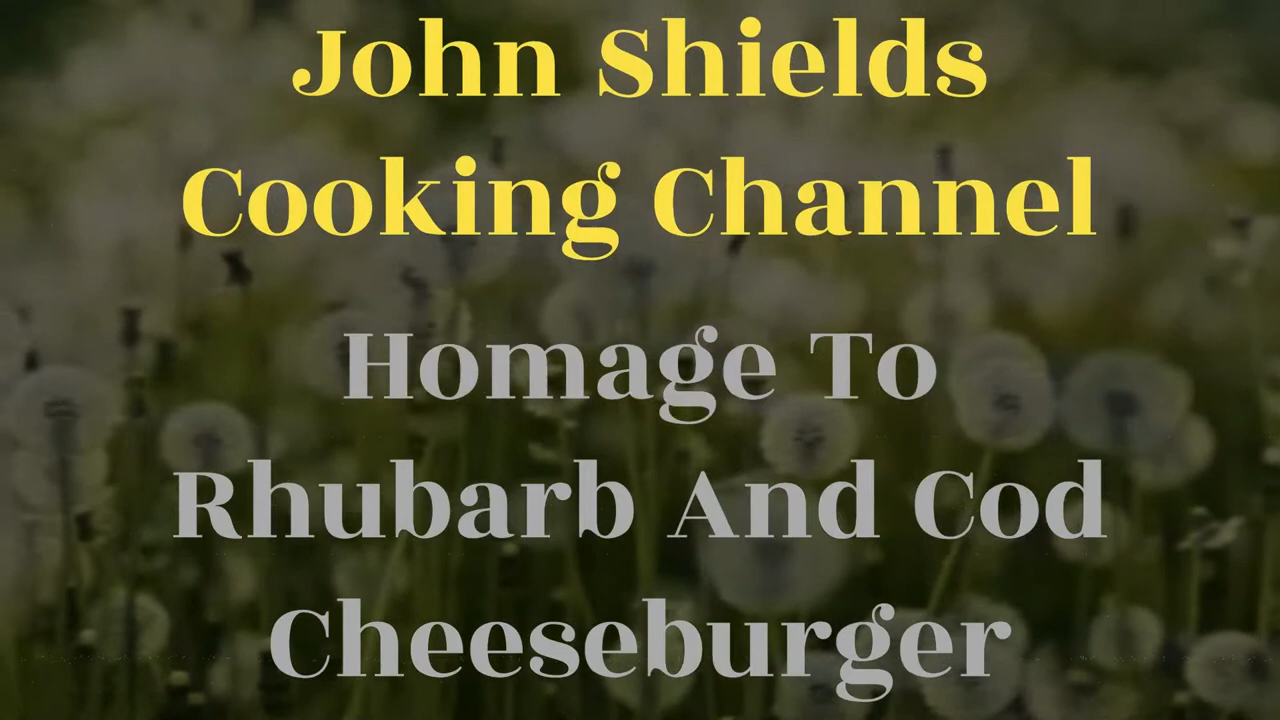 John Shields
Cooking Channel
Homage To
Rhubarb And Cod
Cheeseburger